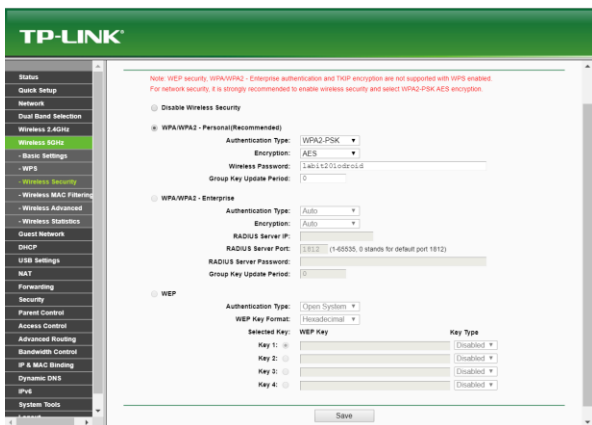 TP-LINK®
Status
Quick Setup
Network
Dual Band Selection
Wireless 2.4GHz
Wireless 5GHz
- Basic Settings
- WPS
- Wireless Security
- Wireless MAC Filtering
- Wireless Advanced
- Wireless Statistics
Guest Network
DHCP
USB Settings
NAT
Forwarding
Security
Parent Control
Access Control
Advanced Routing
Bandwidth Control
IP & MAC Binding
Dynamic DNS
IPv6
System Tools
Logout
Note: WEP security, WPA/WPA2 - Enterprise authentication and TKIP encryption are not supported with WPS enabled.
For network security, it is strongly recommended to enable wireless security and select WPA2-PSK AES encryption.
Disable Wireless Security
WPA/WPA2 - Personal(Recommended)
Authentication Type: WPA2-PSK
Encryption: AES
Wireless Password: labit201odroid
Group Key Update Period: 0
WPA/WPA2 - Enterprise
Authentication Type: Auto
Encryption: Auto
RADIUS Server IP:
RADIUS Server Port: 1812 (1-65535, 0 stands for default port 1812)
RADIUS Server Password:
Group Key Update Period: 0
WEP
Authentication Type: Open System
WEP Key Format: Hexadecimal
Selected Key: WEP Key Key Type
Key 1: Disabled
Key 2: Disabled
Key 3: Disabled
Key 4: Disabled
Save